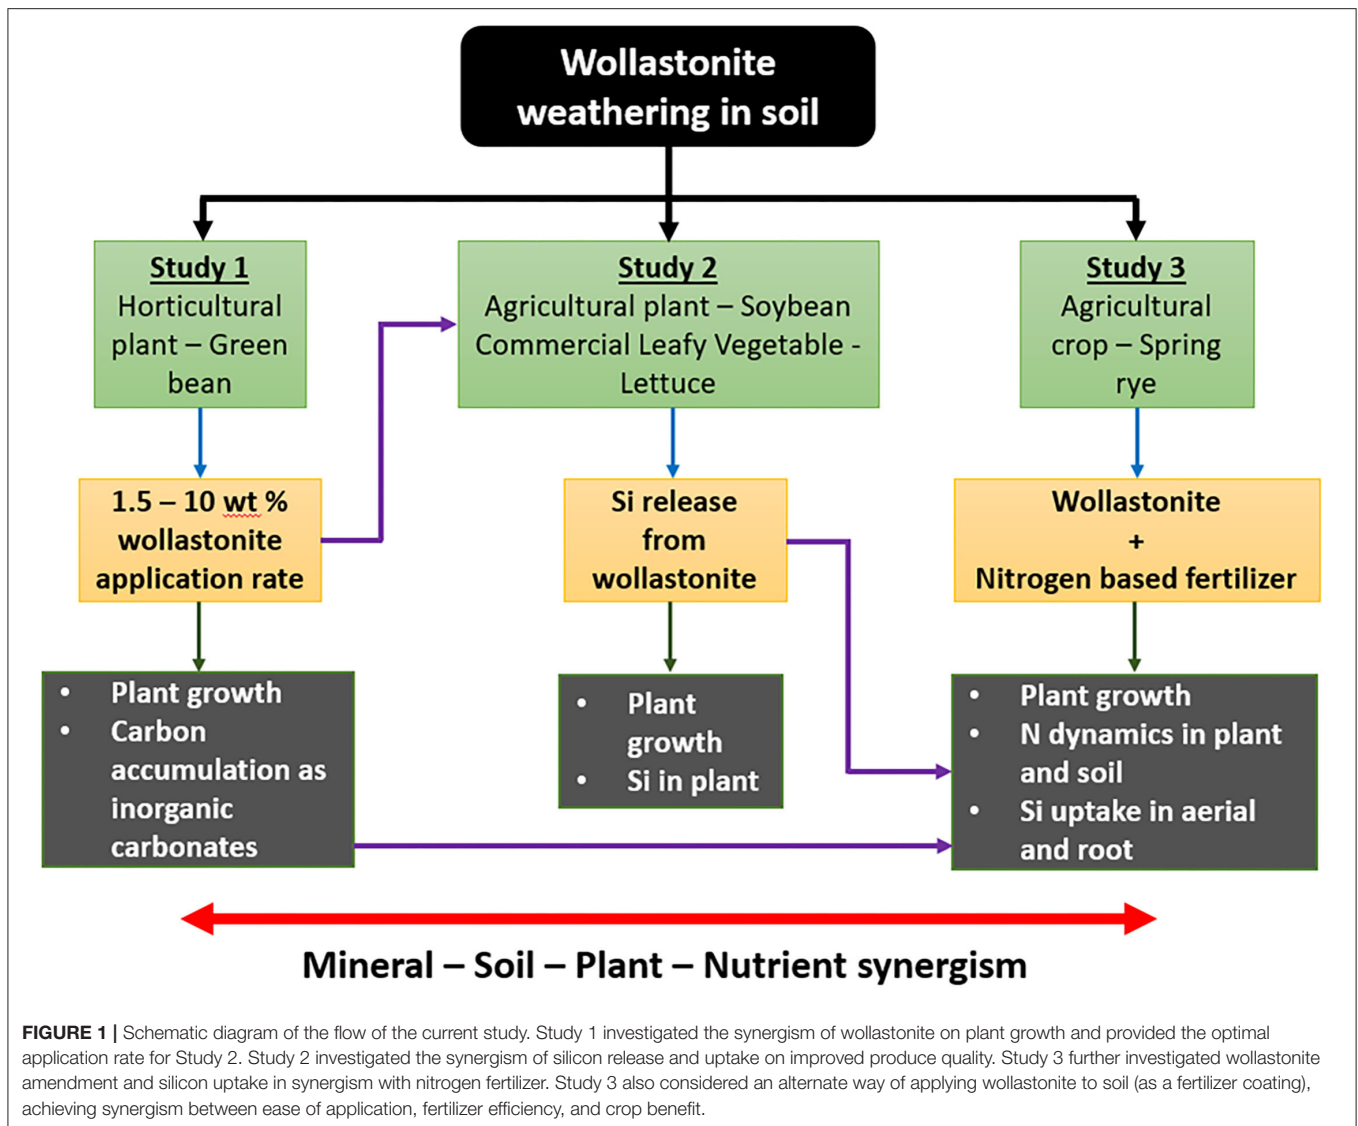 Wollastonite
weathering in soil
Study 1
Horticultural
plant – Green
bean
Study 2
Agricultural plant – Soybean
Commercial Leafy Vegetable -
Lettuce
Study 3
Agricultural
crop – Spring
rye
1.5 – 10 wt %
wollastonite
application rate
Si release
from
wollastonite
Wollastonite
+
Nitrogen based fertilizer
• Plant growth
• Carbon
accumulation as
inorganic
carbonates
• Plant
growth
• Si in plant
• Plant growth
• N dynamics in plant
and soil
• Si uptake in aerial
and root
Mineral – Soil – Plant – Nutrient synergism
FIGURE 1 | Schematic diagram of the flow of the current study. Study 1 investigated the synergism of wollastonite on plant growth and provided the optimal
application rate for Study 2. Study 2 investigated the synergism of silicon release and uptake on improved produce quality. Study 3 further investigated wollastonite
amendment and silicon uptake in synergism with nitrogen fertilizer. Study 3 also considered an alternate way of applying wollastonite to soil (as a fertilizer coating),
achieving synergism between ease of application, fertilizer efficiency, and crop benefit.